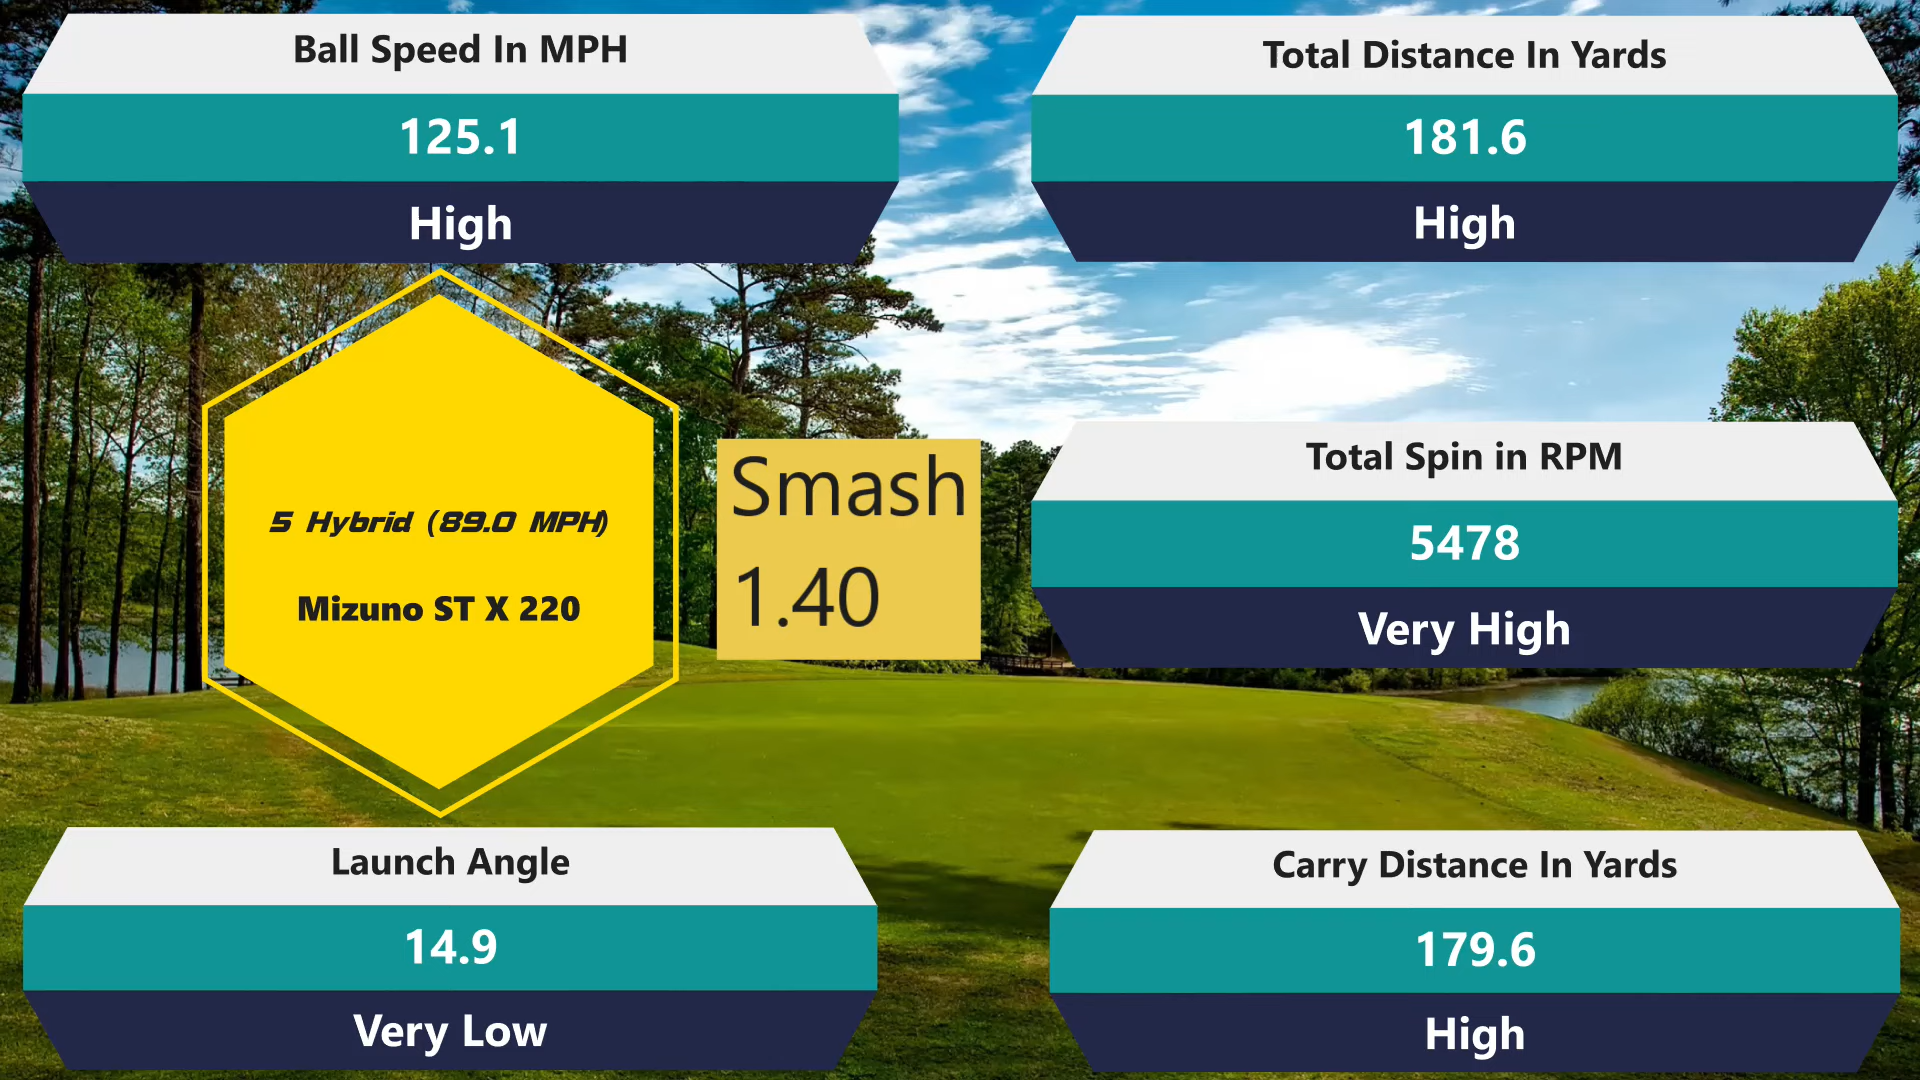 Ball Speed In MPH
125.1
High
Total Distance In Yards
181.6
High
5 Hybrid (89.0 MPH)
Mizuno ST X 220
Smash
1.40
Total Spin in RPM
5478
Very High
Launch Angle
14.9
Very Low
Carry Distance In Yards
179.6
High